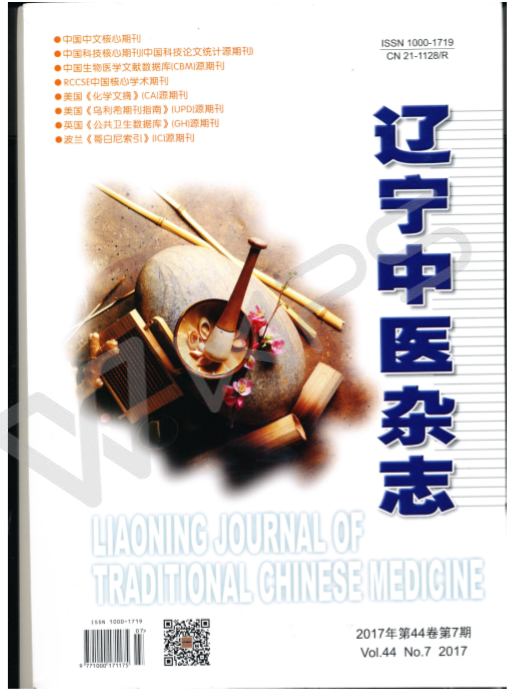 ●中国中文核心期刊
●中国科技核心期刊(中国科技论文统计源期刊)
●中国生物医学文献数据库(CBM)源期刊
●RCCSE中国核心学术期刊
●美国《化学文摘》(CA)源期刊
●美国《乌利希期刊指南》(UPD)源期刊
●英国《公共卫生数据库》(GH)源期刊
●波兰《哥白尼索引》(IC)源期刊
ISSN 1000-1719
CN 21-1128/R
辽宁中医杂志
WPS
LIAONING JOURNAL OF
TRADITIONAL CHINESE MEDICINE
ISSN 1000-1719
07>
9 771000 171175
2017年第44卷第7期
Vol.44 No.7 2017